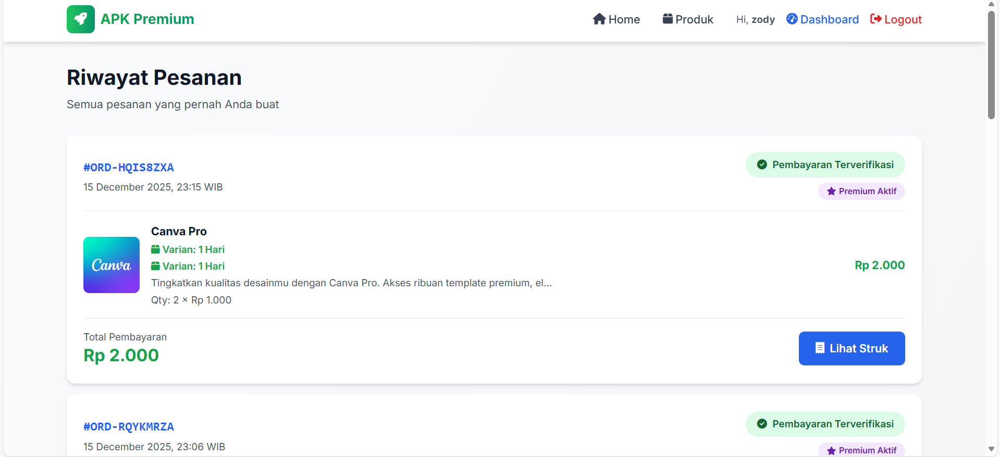 APK Premium
Home Produk Hi, zody Dashboard Logout
Riwayat Pesanan
Semua pesanan yang pernah Anda buat
#ORD-HQIS8ZXA
Pembayaran Terverifikasi
15 December 2025, 23:15 WIB
Premium Aktif
Canva
Canva Pro
Varian: 1 Hari
Varian: 1 Hari
Tingkatkan kualitas desainmu dengan Canva Pro. Akses ribuan template premium, el...
Qty: 2 × Rp 1.000
Rp 2.000
Total Pembayaran
Rp 2.000
Lihat Struk
#ORD-RQYKMRZA
Pembayaran Terverifikasi
15 December 2025, 23:06 WIB
Premium Aktif